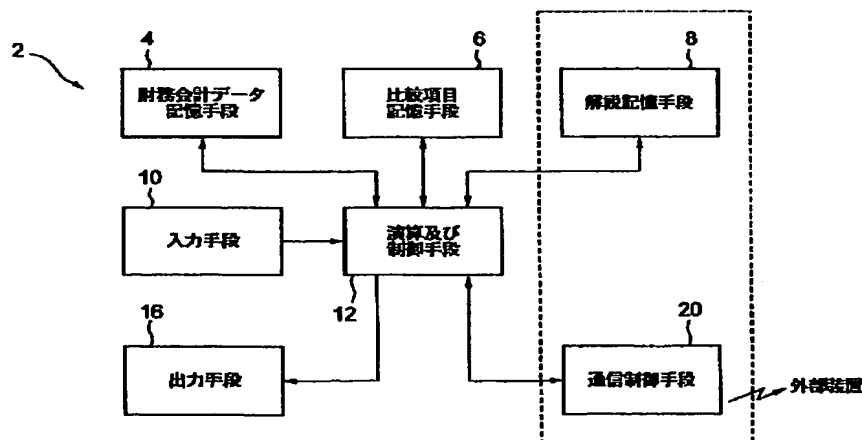 2
4
財務会計データ
記憶手段
6
比較項目
記憶手段
8
解説記憶手段
10
入力手段
演算及び
制御手段
12
16
出力手段
20
通信制御手段
外部装置